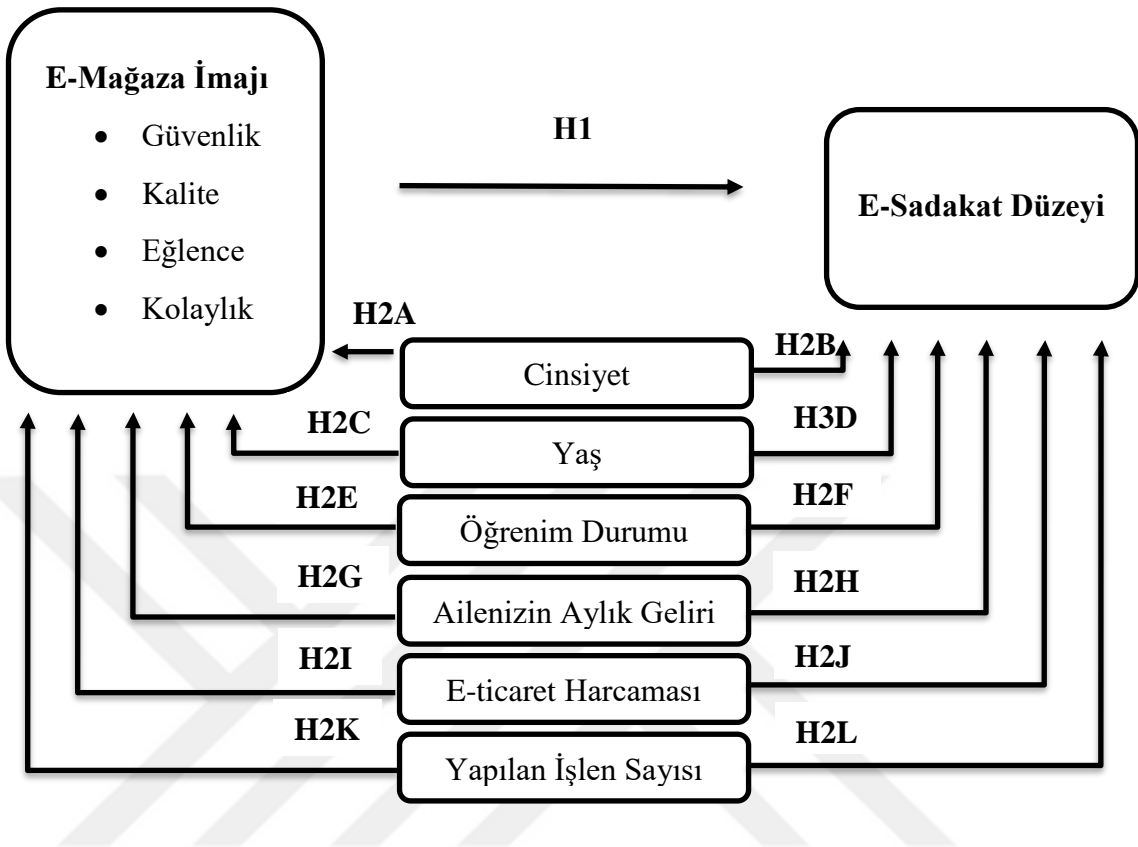 E-Mağaza İmajı
• Güvenlik
• Kalite
• Eğlence
• Kolaylık
H1
E-Sadakat Düzeyi
H2A
Cinsiyet
H2B
H2C
Yaş
H3D
H2E
Öğrenim Durumu
H2F
H2G
Ailenizin Aylık Geliri
H2H
H2I
E-ticaret Harcaması
H2J
H2K
Yapılan İşlen Sayısı
H2L